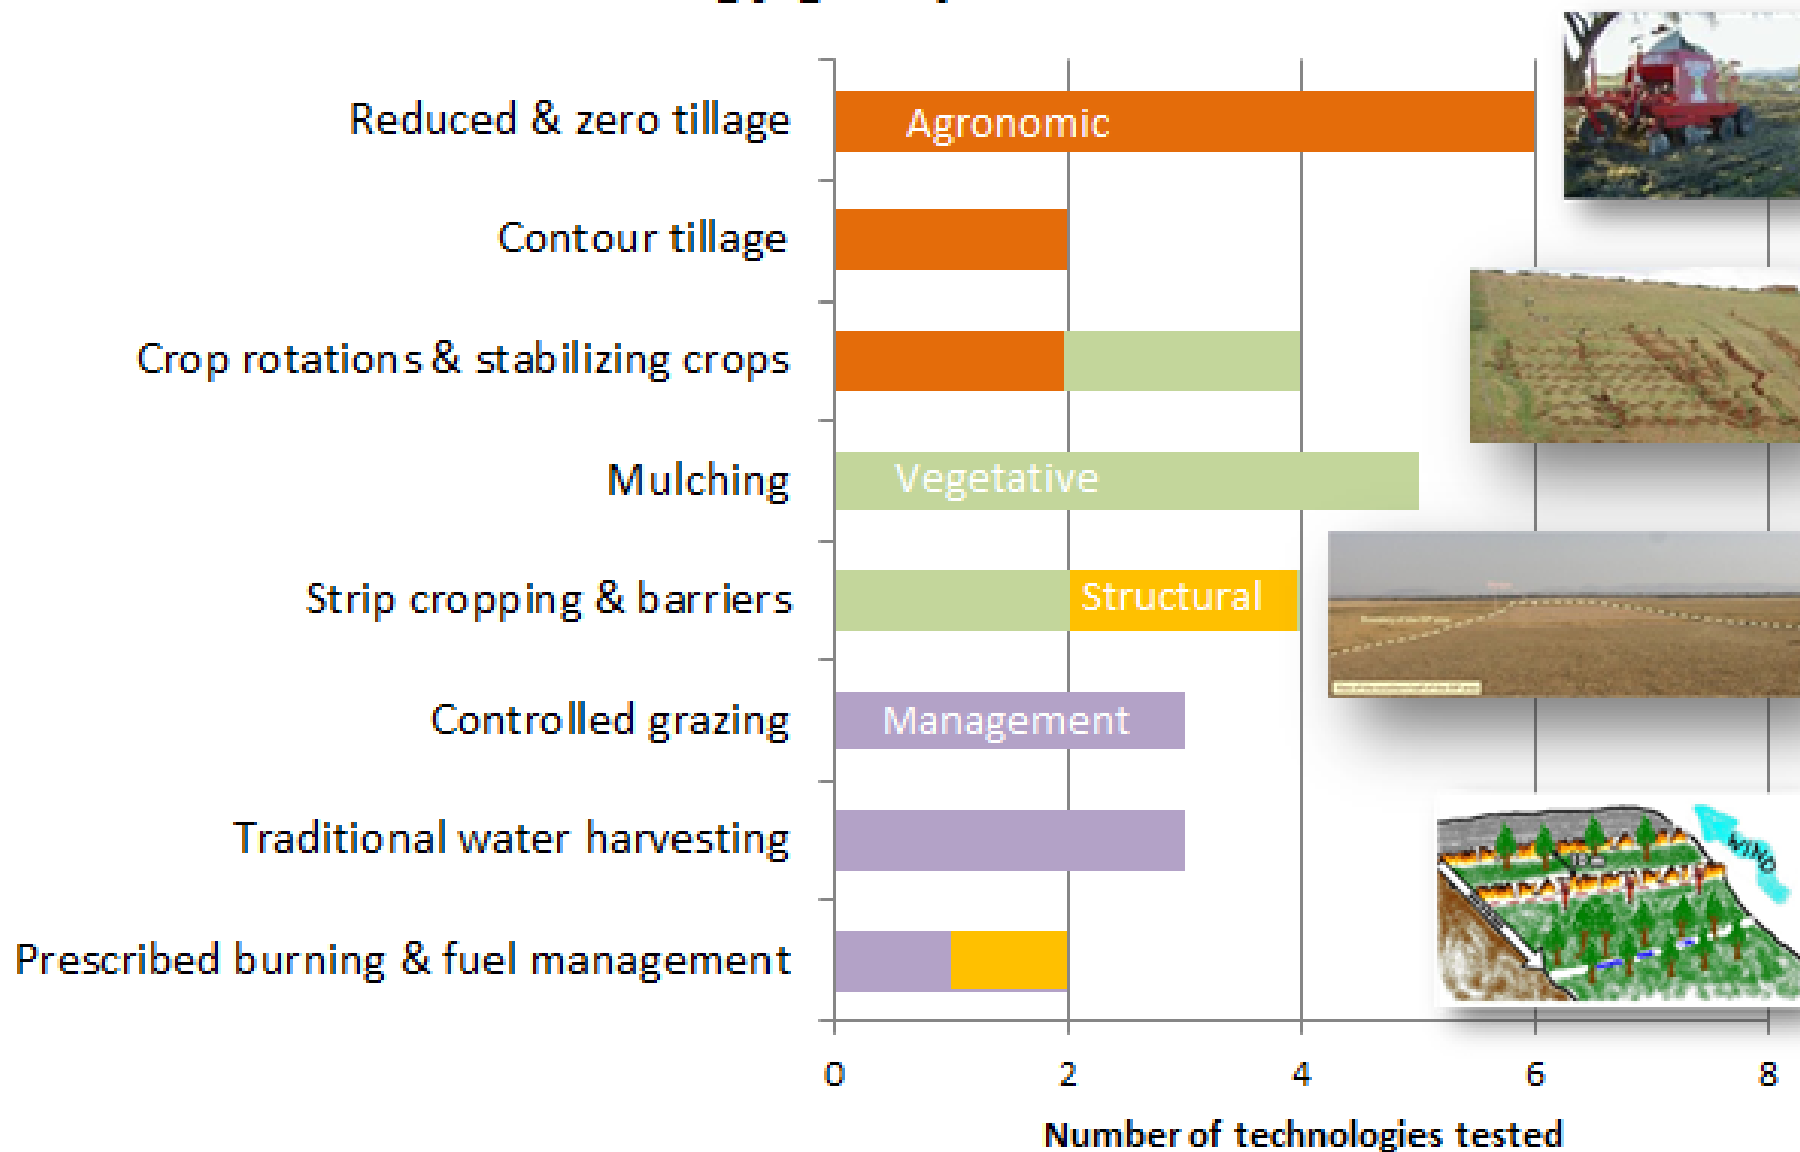 Reduced & zero tillage
Agronomic
Contour tillage
Crop rotations & stabilizing crops
Mulching
Vegetative
Strip cropping & barriers
Structural
Controlled grazing
Management
Traditional water harvesting
Prescribed burning & fuel management
WIND
0 2 4 6 8
Number of technologies tested